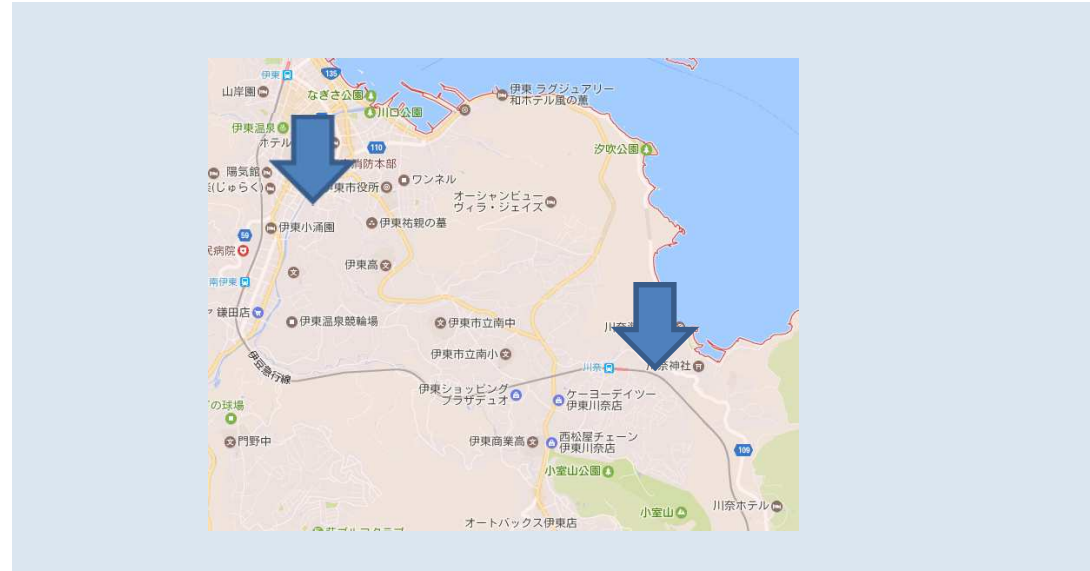 伊東
135
山岸園
なぎさ公園
川口公園
伊東 ラグジュアリー
和ホテル風の薫
伊東温泉
ホテル
110
消防本部
汐吹公園
陽気館
(じゅらく)
東市役所
ワンネル
オーシャンビュー
ヴィラ・ジェイズ
伊東小涌園
伊東祐親の墓
59
病院
伊東高
南伊東
鎌田店
伊東温泉競輪場
伊東市立南中
川奈
伊東市立南小
伊豆急行線
川奈
奈神社
伊東ショッピング
プラザデュオ
ケーヨーデイツー
伊東川奈店
の球場
門野中
伊東商業高
西松屋チェーン
伊東川奈店
109
小室山公園
小室山
川奈ホテル
オートバックス伊東店